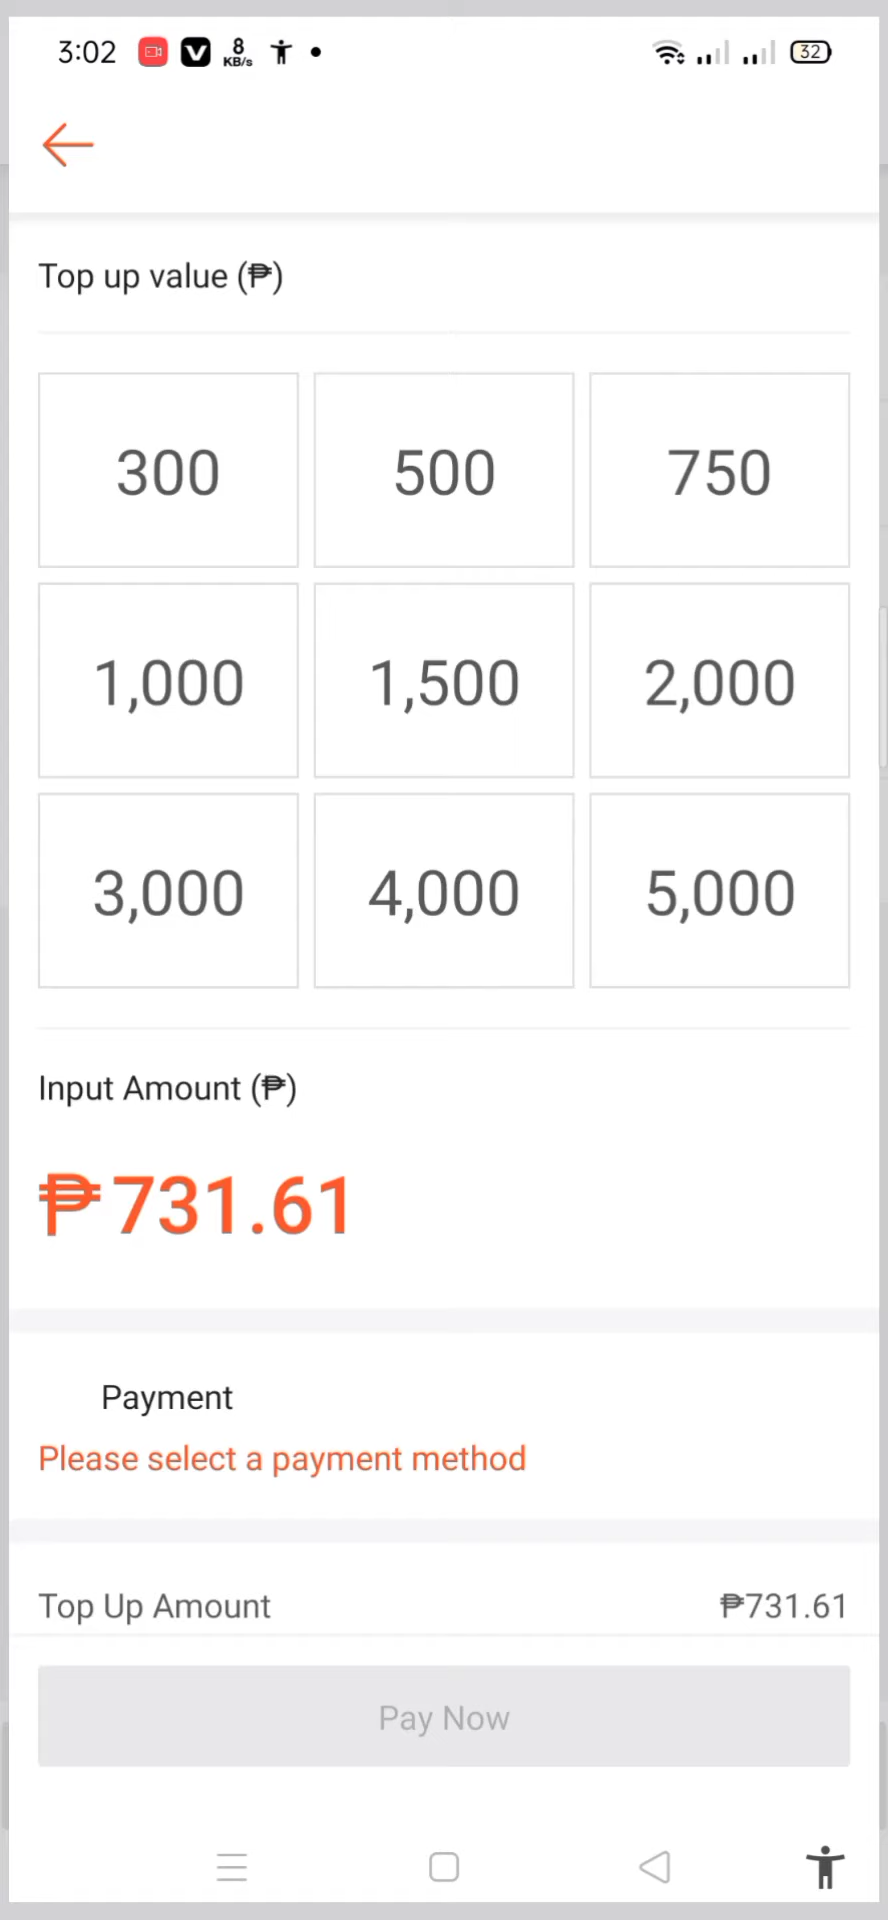 3:02 8 KB/s 32
Top up value (₱)
300 500 750
1,000 1,500 2,000
3,000 4,000 5,000
Input Amount (₱)
₱731.61
Payment
Please select a payment method
Top Up Amount ₱731.61
Pay Now